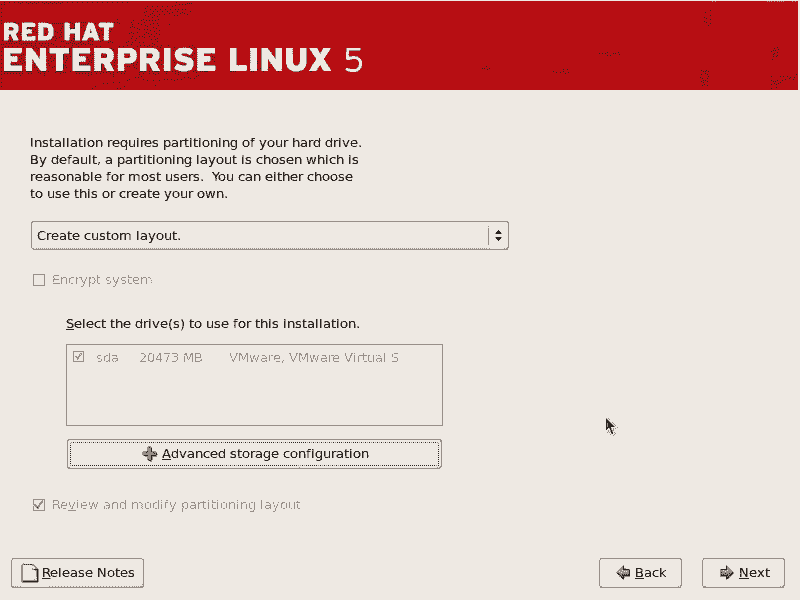 RED HAT
ENTERPRISE LINUX 5
Installation requires partitioning of your hard drive.
By default, a partitioning layout is chosen which is
reasonable for most users.  You can either choose
to use this or create your own.
Create custom layout.
Encrypt system
Select the drive(s) to use for this installation.
sda 20473 MB VMware, VMware Virtual S
Advanced storage configuration
Review and modify partitioning layout
Release Notes Back Next